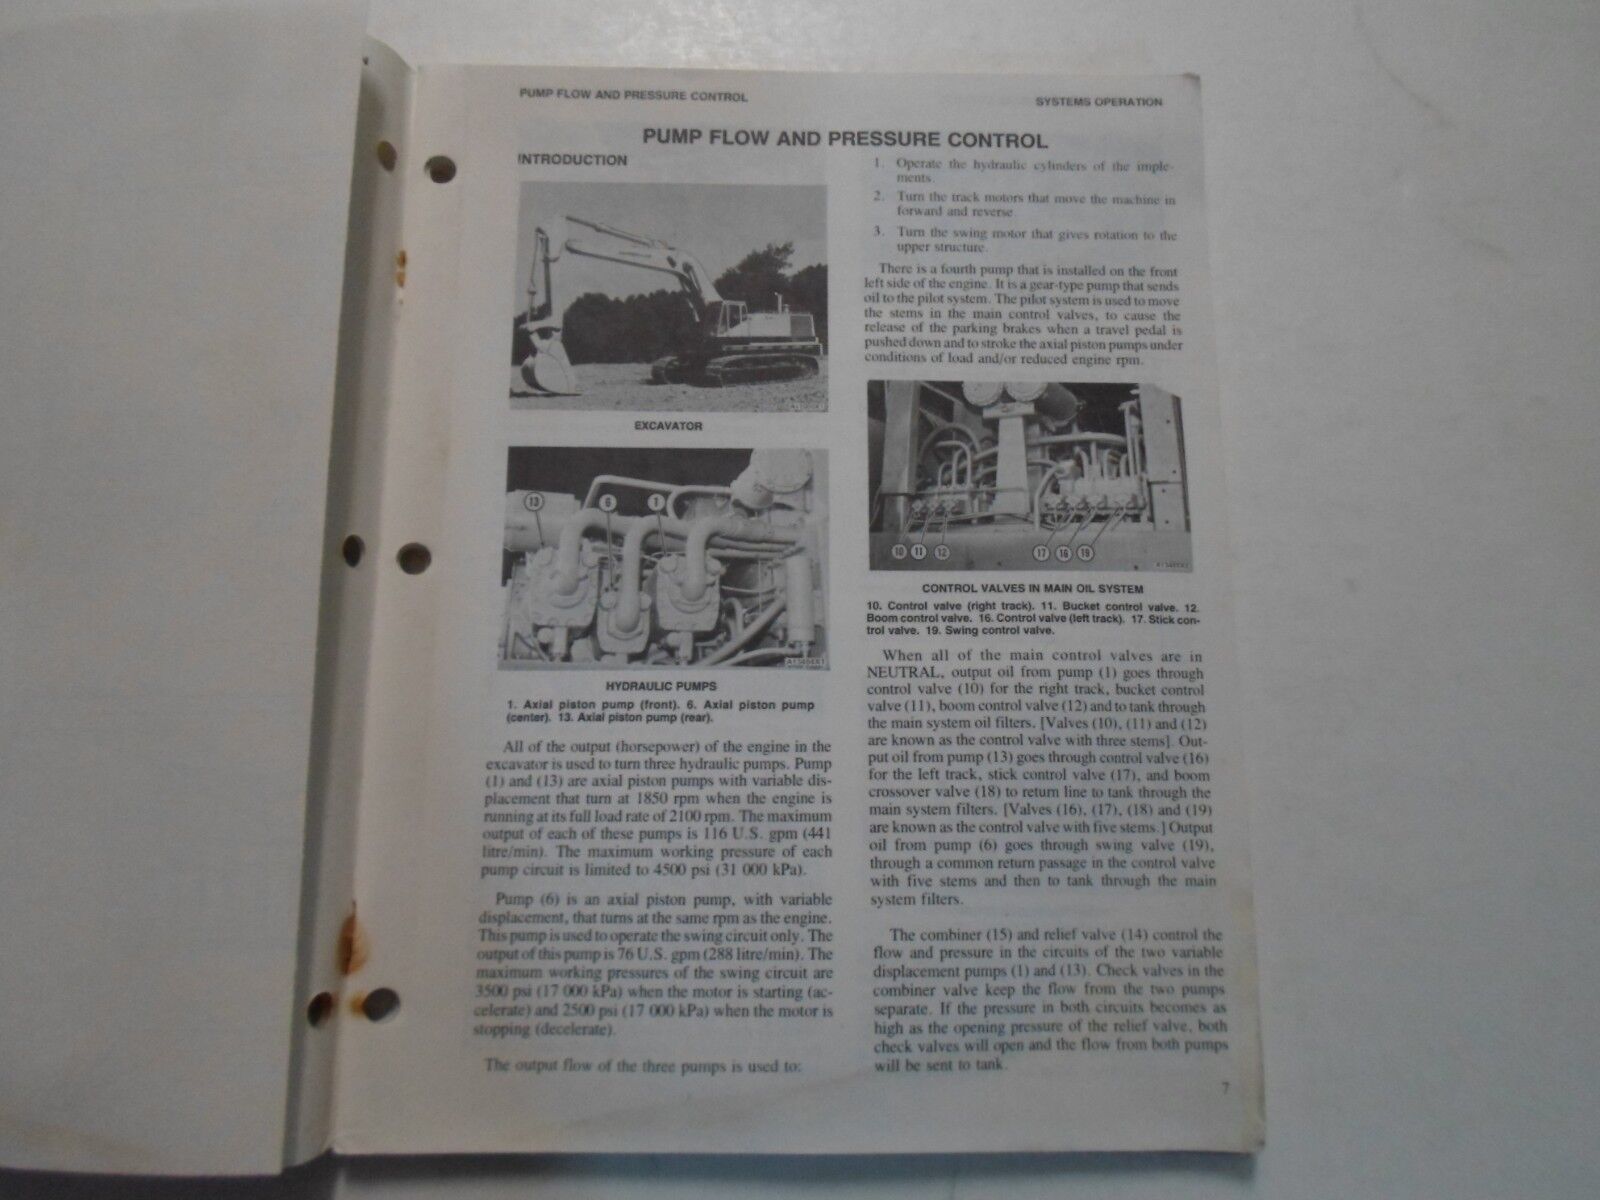 PUMP FLOW AND PRESSURE CONTROL
SYSTEMS OPERATION
PUMP FLOW AND PRESSURE CONTROL
INTRODUCTION
EXCAVATOR
13 6 1
A13464X1
HYDRAULIC PUMPS
1. Axial piston pump (front). 6. Axial piston pump
(center). 13. Axial piston pump (rear).
All of the output (horsepower) of the engine in the
excavator is used to turn three hydraulic pumps. Pump
(1) and (13) are axial piston pumps with variable dis-
placement that turn at 1850 rpm when the engine is
running at its full load rate of 2100 rpm. The maximum
output of each of these pumps is 116 U.S. gpm (441
litre/min). The maximum working pressure of each
pump circuit is limited to 4500 psi (31 000 kPa).
Pump (6) is an axial piston pump, with variable
displacement, that turns at the same rpm as the engine.
This pump is used to operate the swing circuit only. The
output of this pump is 76 U.S. gpm (288 litre/min). The
maximum working pressures of the swing circuit are
3500 psi (17 000 kPa) when the motor is starting (ac-
celerate) and 2500 psi (17 000 kPa) when the motor is
stopping (decelerate).
The output flow of the three pumps is used to:
1. Operate the hydraulic cylinders of the imple-
ments.
2. Turn the track motors that move the machine in
forward and reverse.
3. Turn the swing motor that gives rotation to the
upper structure.
There is a fourth pump that is installed on the front
left side of the engine. It is a gear-type pump that sends
oil to the pilot system. The pilot system is used to move
the stems in the main control valves, to cause the
release of the parking brakes when a travel pedal is
pushed down and to stroke the axial piston pumps under
conditions of load and/or reduced engine rpm.
10 11 12 17 16 19
CONTROL VALVES IN MAIN OIL SYSTEM
10. Control valve (right track). 11. Bucket control valve. 12.
Boom control valve. 16. Control valve (left track). 17. Stick con-
trol valve. 19. Swing control valve.
When all of the main control valves are in
NEUTRAL, output oil from pump (1) goes through
control valve (10) for the right track, bucket control
valve (11), boom control valve (12) and to tank through
the main system oil filters. [Valves (10), (11) and (12)
are known as the control valve with three stems]. Out-
put oil from pump (13) goes through control valve (16)
for the left track, stick control valve (17), and boom
crossover valve (18) to return line to tank through the
main system filters. [Valves (16), (17), (18) and (19)
are known as the control valve with five stems.] Output
oil from pump (6) goes through swing valve (19),
through a common return passage in the control valve
with five stems and then to tank through the main
system filters.
The combiner (15) and relief valve (14) control the
flow and pressure in the circuits of the two variable
displacement pumps (1) and (13). Check valves in the
combiner valve keep the flow from the two pumps
separate. If the pressure in both circuits becomes as
high as the opening pressure of the relief valve, both
check valves will open and the flow from both pumps
will be sent to tank.
7